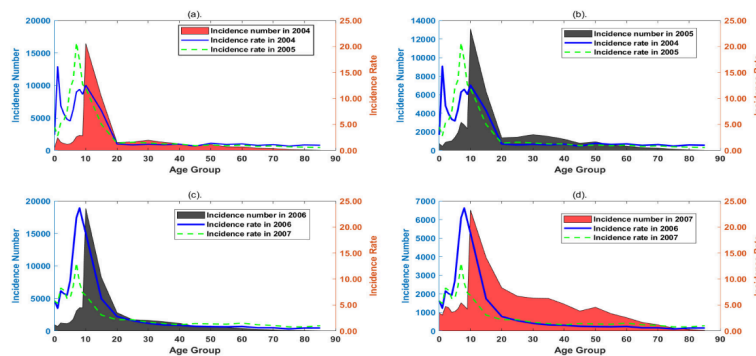 (a).
Incidence Number
20000
15000
10000
5000
0
25.00
20.00
15.00
10.00
5.00
0.00
Incidence Rate
Incidence number in 2004
Incidence rate in 2004
Incidence rate in 2005
0 10 20 30 40 50 60 70 80 90
Age Group
(b).
Incidence Number
14000
12000
10000
8000
6000
4000
2000
0
25.00
20.00
15.00
10.00
5.00
0.00
Incidence number in 2005
Incidence rate in 2004
Incidence rate in 2005
0 10 20 30 40 50 60 70 80 90
Age Group
(c).
Incidence Number
20000
15000
10000
5000
0
25.00
20.00
15.00
10.00
5.00
0.00
Incidence Rate
Incidence number in 2006
Incidence rate in 2006
Incidence rate in 2007
0 10 20 30 40 50 60 70 80 90
Age Group
(d).
Incidence Number
7000
6000
5000
4000
3000
2000
1000
0
25.00
20.00
15.00
10.00
5.00
0.00
Incidence number in 2007
Incidence rate in 2006
Incidence rate in 2007
0 10 20 30 40 50 60 70 80 90
Age Group